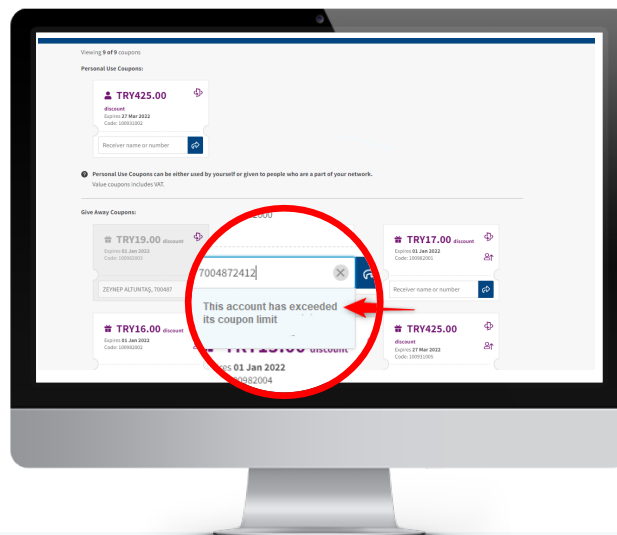 Viewing 9 of 9 coupons
Personal Use Coupons:
TRY425.00
discount
Expires 27 Mar 2022
Code: 100931002
Receiver name or number
Personal Use Coupons can be either used by yourself or given to people who are a part of your network.
Value coupons includes VAT.
Give Away Coupons:
TRY19.00 discount
Expires 01 Jan 2022
ZEYNEP ALTUNTAŞ, 700487
7004872412
This account has exceeded
its coupon limit
TRY17.00 discount
Expires 01 Jan 2022
Code: 100982001
Receiver name or number
TRY16.00 discount
Expires 01 Jan 2022
Code: 100982002
TRY15.00 discount
01 Jan 2022
TRY425.00
discount
Expires 27 Mar 2022
Code: 100931005